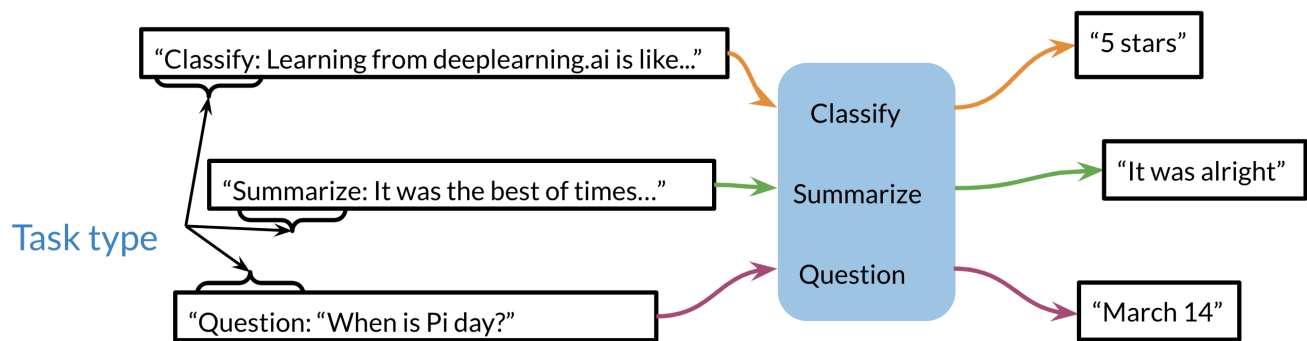 “Classify: Learning from deeplearning.ai is like...”
“5 stars”
Classify
“Summarize: It was the best of times...”
Summarize
“It was alright”
Task type
Question
“Question: “When is Pi day?”
“March 14”